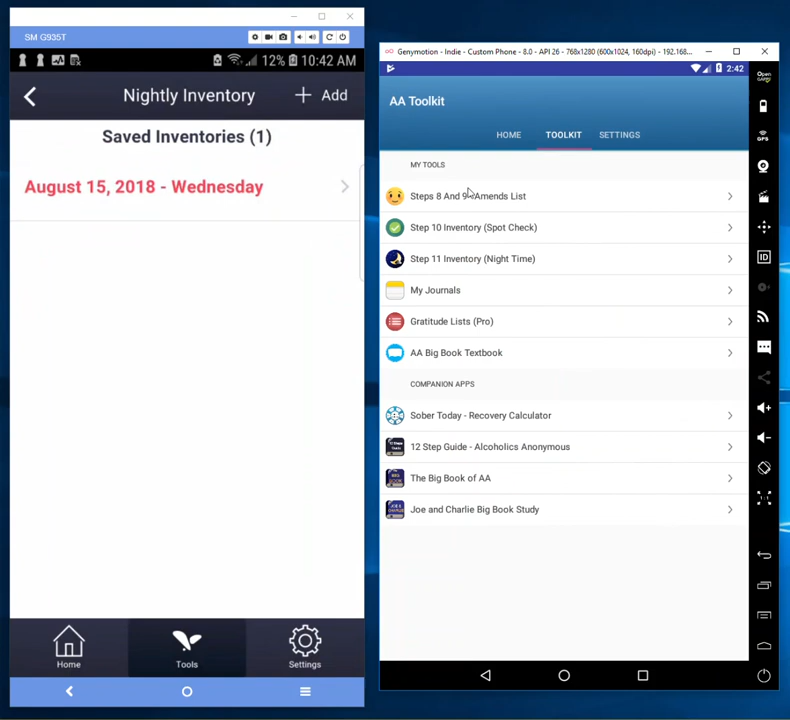 SM G935T
12% 10:42 AM
Nightly Inventory
+ Add
Saved Inventories (1)
August 15, 2018 - Wednesday
Home
Tools
Settings
Genymotion - Indie - Custom Phone - 8.0 - API 26 - 768x1280 (600x1024, 160dpi) - 192.168...
2:42
AA Toolkit
HOME
TOOLKIT
SETTINGS
MY TOOLS
Steps 8 And 9 - Amends List
Step 10 Inventory (Spot Check)
Step 11 Inventory (Night Time)
My Journals
Gratitude Lists (Pro)
AA Big Book Textbook
COMPANION APPS
Sober Today - Recovery Calculator
12 Step Guide - Alcoholics Anonymous
The Big Book of AA
Joe and Charlie Big Book Study
Open
GAPPS
GPS
ID